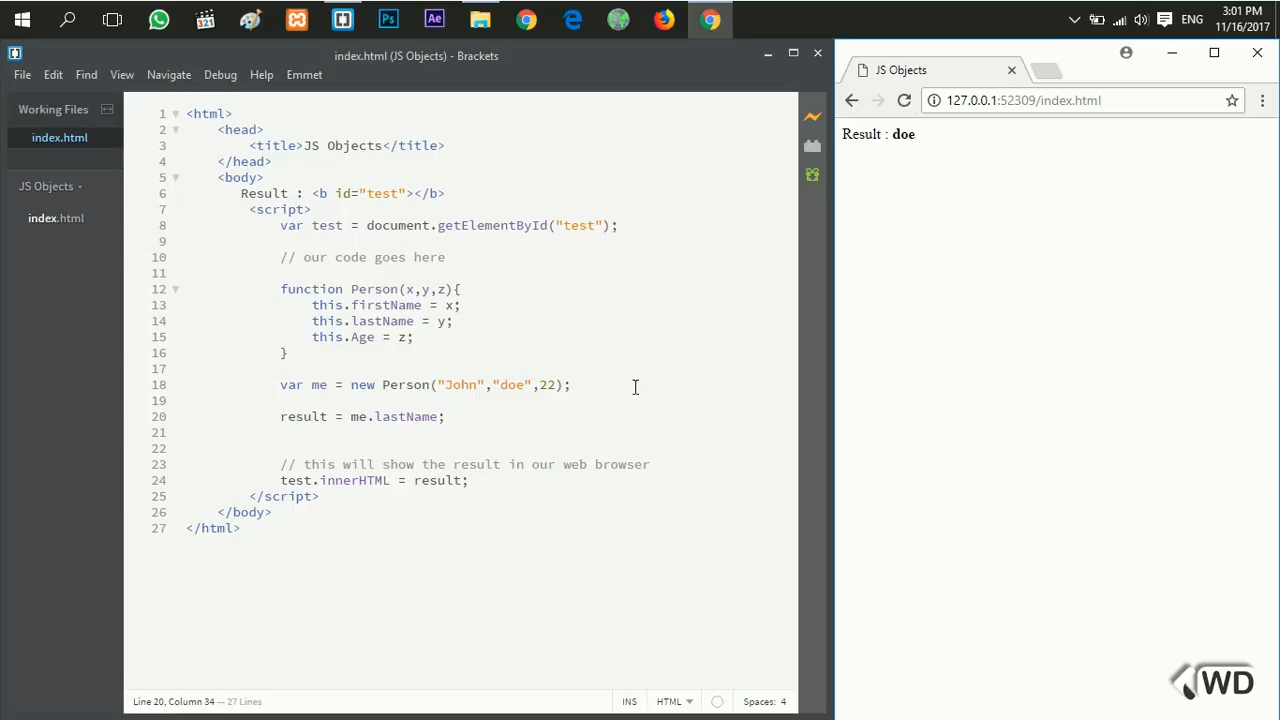 Ps
Ae
ENG
3:01 PM
11/16/2017
index.html (JS Objects) - Brackets
File Edit Find View Navigate Debug Help Emmet
Working Files
index.html
JS Objects
index.html
1 <html>
2 <head>
3 <title>JS Objects</title>
4 </head>
5 <body>
6 Result : <b id="test"></b>
7 <script>
8 var test = document.getElementById("test");
9
10 // our code goes here
11
12 function Person(x,y,z){
13 this.firstName = x;
14 this.lastName = y;
15 this.Age = z;
16 }
17
18 var me = new Person("John","doe",22);
19
20 result = me.lastName;
21
22
23 // this will show the result in our web browser
24 test.innerHTML = result;
25 </script>
26 </body>
27 </html>
Line 20, Column 34 — 27 Lines
INS HTML Spaces: 4
JS Objects
127.0.0.1:52309/index.html
Result : doe
WD